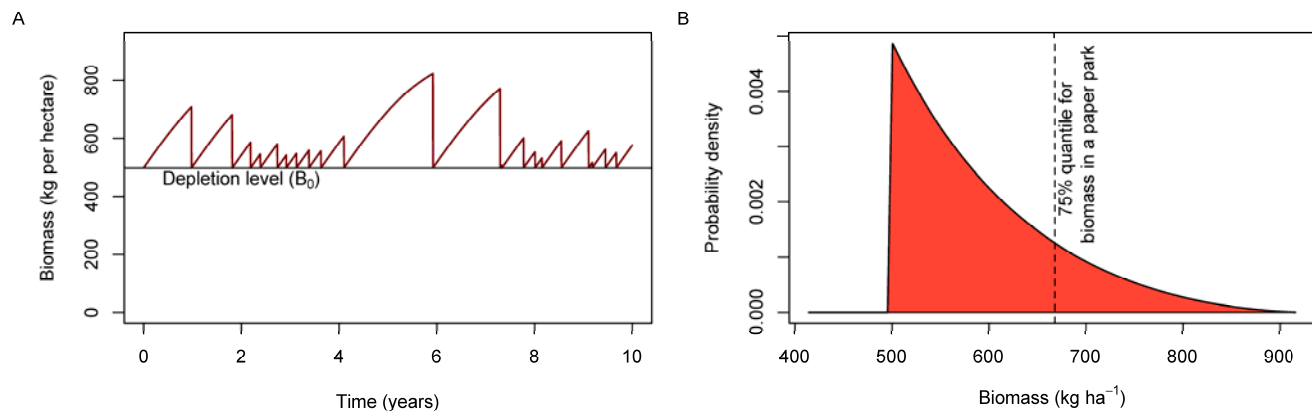 A
Biomass (kg per hectare)
800
600
400
200
0
Depletion level (B₀)
0 2 4 6 8 10
Time (years)
B
Probability density
0.004
0.002
0.000
75% quantile for
biomass in a paper park
400 500 600 700 800 900
Biomass (kg ha⁻¹)